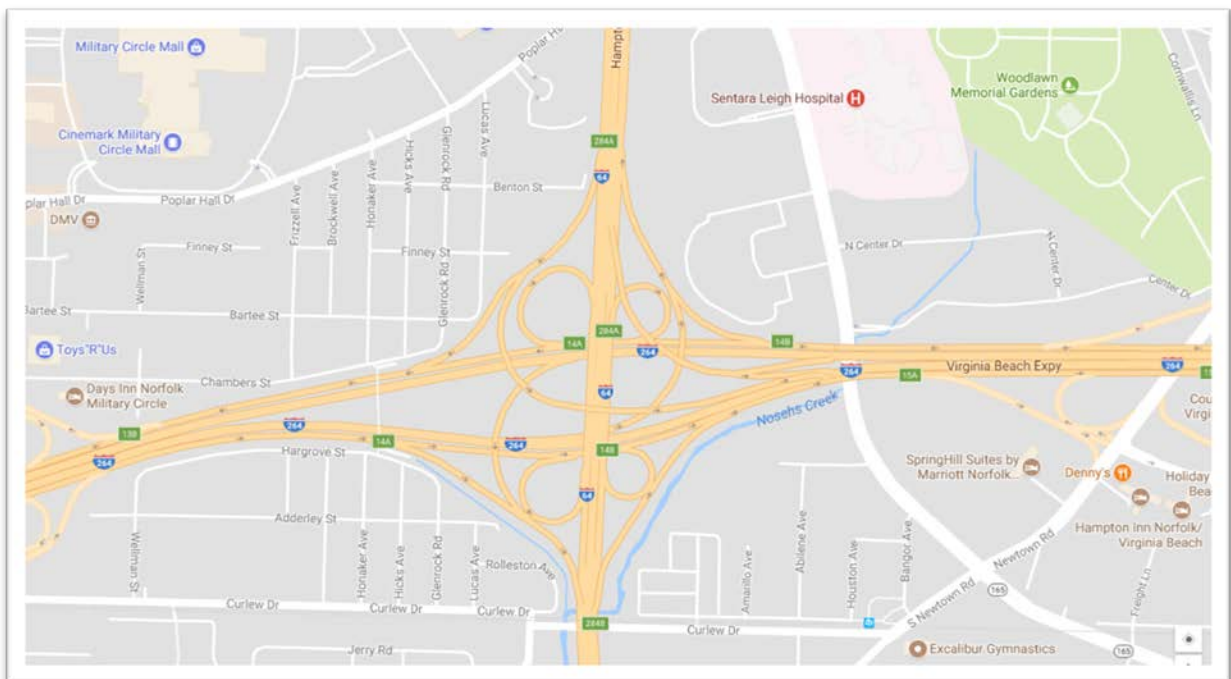 Military Circle Mall
Cinemark Military
Circle Mall
Poplar Hall Dr
DMV
Finney St
Bartee St
Toys"R"Us
Days Inn Norfolk
Military Circle
Chambers St
Wellman St
Frizzell Ave
Brockwell Ave
Honaker Ave
Hicks Ave
Glenrock Rd
Lucas Ave
Benton St
Finney St
Glenrock Rd
Bartee St
284A
64
14A
284A
264
14B
64
264
15A
264
Virginia Beach Expy
Sentara Leigh Hospital
H
Woodlawn
Memorial Gardens
Cornwallis Ln
N Center Dr
N Center Dr
Center Dr
13B
264
264
14A
264
14B
64
Hargrove St
Adderley St
Wellman St
Honaker Ave
Hicks Ave
Glenrock Rd
Lucas Ave
Rolleston Ave
Curlew Dr
Curlew Dr
Curlew Dr
Jerry Rd
284B
Curlew Dr
Nosehs Creek
Amarillo Ave
Abilene Ave
Houston Ave
Bangor Ave
S Newtown Rd
Newtown Rd
165
165
Freight Ln
SpringHill Suites by
Marriott Norfolk...
Denny's
Holiday
Hampton Inn Norfolk/
Virginia Beach
Excalibur Gymnastics